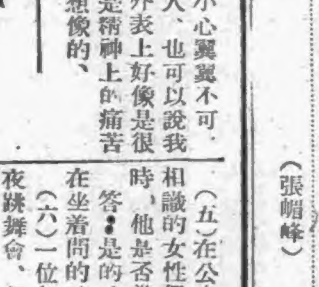 （張嵋峰）
小心翼翼不可．
人、也可以說我
外表上好像是很
是精神上的痛苦
想像的、
（五）在公
相識的女性
時、他是否
答：是的
在坐着問的
（六）一位
夜跳舞會、